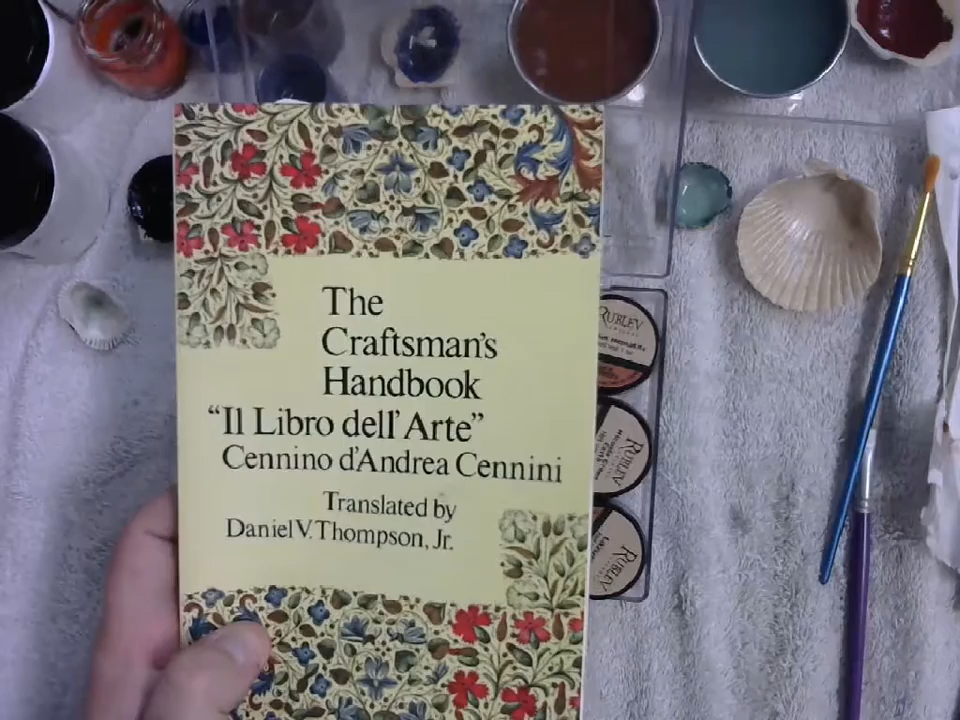 The
Craftsman's
Handbook
"Il Libro dell'Arte"
Cennino d'Andrea Cennini
Translated by
Daniel V. Thompson, Jr.
RUBLEV
RUBLEV
RUBLEV